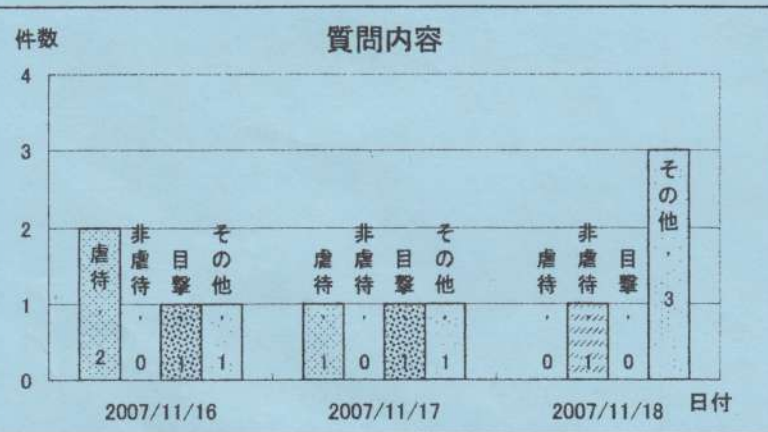 件数
質問内容
4
3
2
1
0
虐待, 2
非虐待, 0
目撃, 1
その他, 1
虐待, 1
非虐待, 0
目撃, 1
その他, 1
虐待, 0
非虐待, 1
目撃, 0
その他, 3
2007/11/16
2007/11/17
2007/11/18
日付